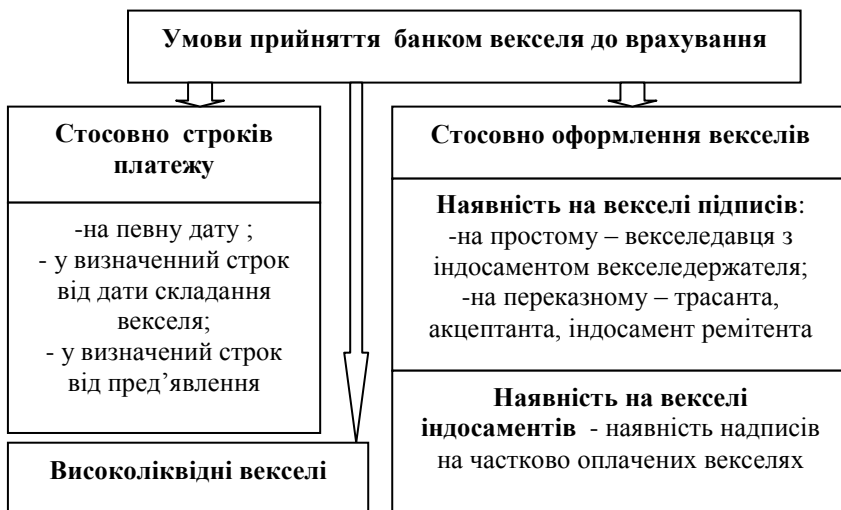 Умови прийняття банком векселя до врахування
Стосовно строків
платежу
-на певну дату ;
- у визначенний строк
від дати складання
векселя;
- у визначений строк
від пред’явлення
Високоліквідні векселі
Стосовно оформлення векселів
Наявність на векселі підписів:
-на простому – векселедавця з
індосаментом векселедержателя;
-на переказному – трасанта,
акцептанта, індосамент ремітента
Наявність на векселі
індосаментів - наявність надписів
на частково оплачених векселях